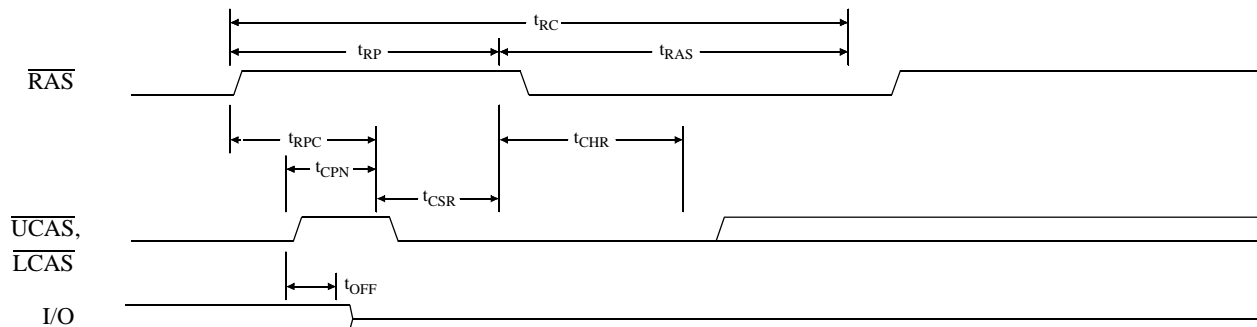 tRC
tRP tRAS
RAS
tRPC tCHR
tCPN
tCSR
UCAS,
LCAS
tOFF
I/O